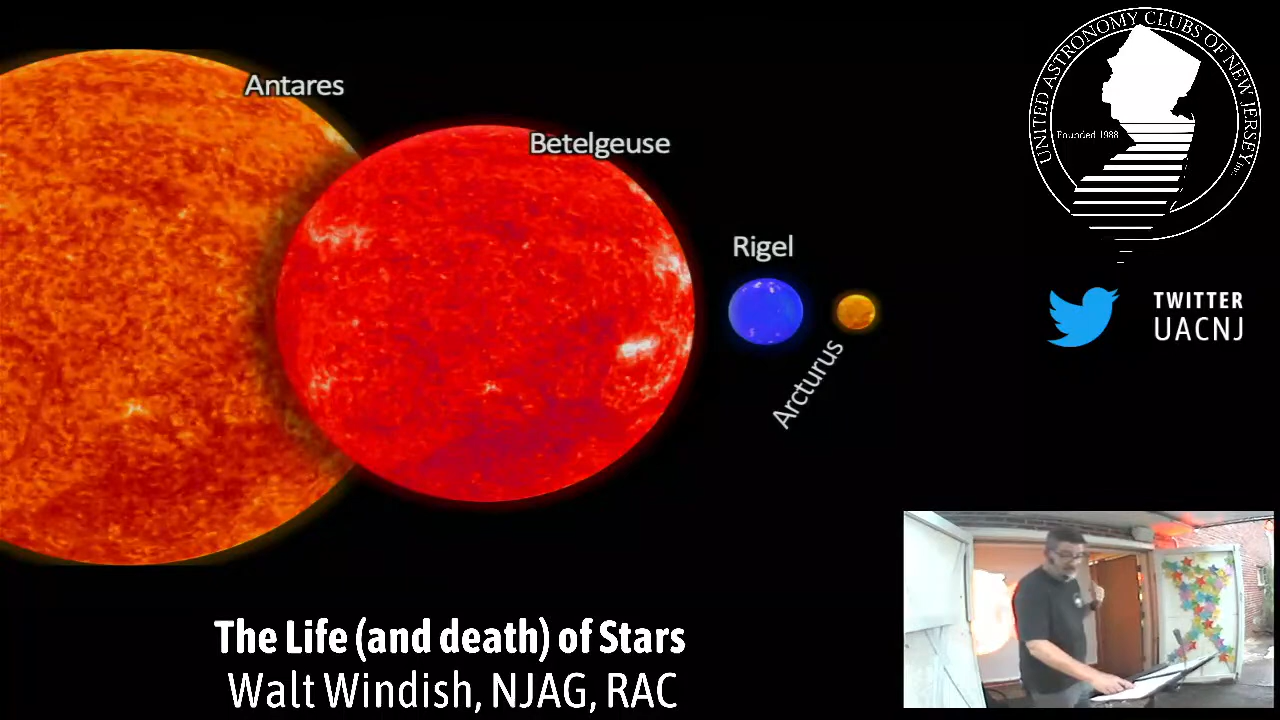 Antares
Betelgeuse
Rigel
Arcturus
UNITED ASTRONOMY CLUBS OF NEW JERSEY, Inc.
Founded 1988
TWITTER
UACNJ
The Life (and death) of Stars
Walt Windish, NJAG, RAC